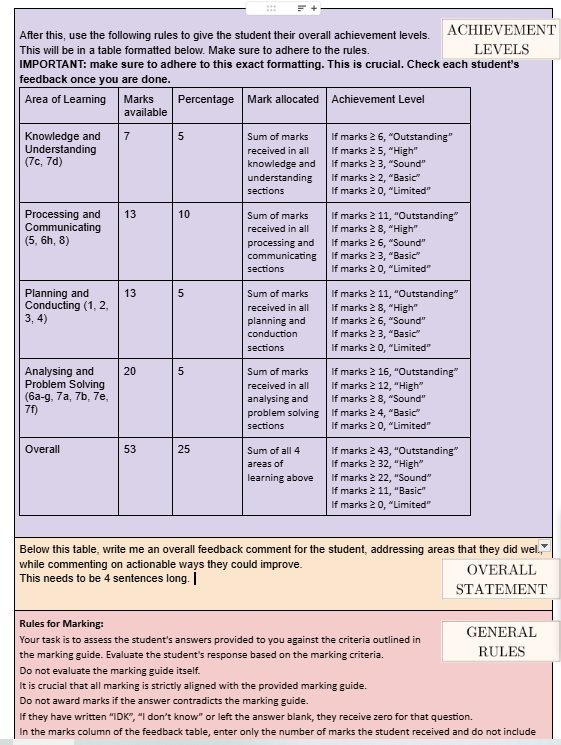 After this, use the following rules to give the student their overall achievement levels.
This will be in a table formatted below. Make sure to adhere to the rules.
IMPORTANT: make sure to adhere to this exact formatting. This is crucial. Check each student's
feedback once you are done.
ACHIEVEMENT
LEVELS
Area of Learning
Marks
available
Percentage
Mark allocated
Achievement Level
Knowledge and
Understanding
(7c, 7d)
7
5
Sum of marks
received in all
knowledge and
understanding
sections
If marks ≥ 6, “Outstanding”
If marks ≥ 5, “High”
If marks ≥ 3, “Sound”
If marks ≥ 2, “Basic”
If marks ≥ 0, “Limited”
Processing and
Communicating
(5, 6h, 8)
13
10
Sum of marks
received in all
processing and
communicating
sections
If marks ≥ 11, “Outstanding”
If marks ≥ 8, “High”
If marks ≥ 6, “Sound”
If marks ≥ 3, “Basic”
If marks ≥ 0, “Limited”
Planning and
Conducting (1, 2,
3, 4)
13
5
Sum of marks
received in all
planning and
conduction
sections
If marks ≥ 11, “Outstanding”
If marks ≥ 8, “High”
If marks ≥ 6, “Sound”
If marks ≥ 3, “Basic”
If marks ≥ 0, “Limited”
Analysing and
Problem Solving
(6a-g, 7a, 7b, 7e,
7f)
20
5
Sum of marks
received in all
analysing and
problem solving
sections
If marks ≥ 16, “Outstanding”
If marks ≥ 12, “High”
If marks ≥ 8, “Sound”
If marks ≥ 4, “Basic”
If marks ≥ 0, “Limited”
Overall
53
25
Sum of all 4
areas of
learning above
If marks ≥ 43, “Outstanding”
If marks ≥ 32, “High”
If marks ≥ 22, “Sound”
If marks ≥ 11, “Basic”
If marks ≥ 0, “Limited”
Below this table, write me an overall feedback comment for the student, addressing areas that they did well,
while commenting on actionable ways they could improve.
This needs to be 4 sentences long.
OVERALL
STATEMENT
Rules for Marking:
Your task is to assess the student's answers provided to you against the criteria outlined in
the marking guide. Evaluate the student's response based on the marking criteria.
Do not evaluate the marking guide itself.
It is crucial that all marking is strictly aligned with the provided marking guide.
Do not award marks if the answer contradicts the marking guide.
If they have written “IDK”, “I don't know” or left the answer blank, they receive zero for that question.
In the marks column of the feedback table, enter only the number of marks the student received and do not include
GENERAL
RULES